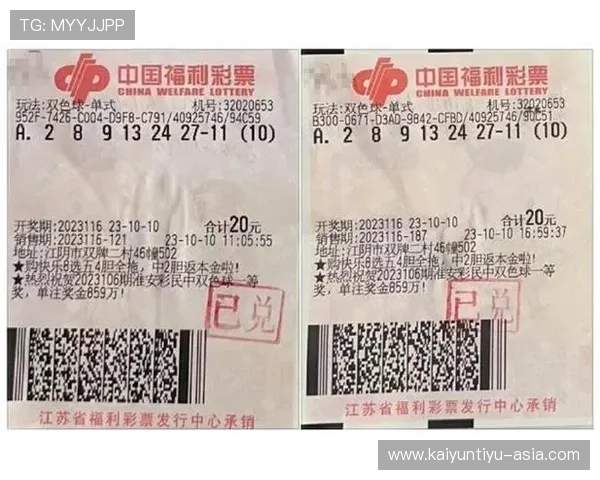 TG: MYYJJPP
中国福利彩票
CHINA WELFARE LOTTERY
玩法:双色球-单式 机号:32020653
952F-7426-C004-D9F8-C791/40925746/94C59
A. 2 8 9 13 24 27-11 (10)
开奖期:2023116 23-10-10 合计20元
销售期:2023116-121 23-10-10 11:05:55
地址:江阴市双牌二村46幢502
★购快乐8选五4胆全拖，中2胆返本金啦!
★热烈祝贺2023106期淮安彩民中双色球一等
奖，单注奖金859万!
已兑
江苏省福利彩票发行中心承销
中国福利彩票
CHINA WELFARE LOTTERY
玩法:双色球-单式 机号:32020653
B300-0671-D3AD-9842-CFBD/40925746/90C51
A. 2 8 9 13 24 27-11 (10)
开奖期:2023116 23-10-10 合计20元
销售期:2023116-187 23-10-10 16:59:37
地址:江阴市双牌二村46幢502
★购快乐8选五4胆全拖，中2胆返本金啦!
★热烈祝贺2023106期淮安彩民中双色球一等
奖，单注奖金859万!
已兑
江苏省福利彩票发行中心承销
www.kaiyuntiyu-asia.com